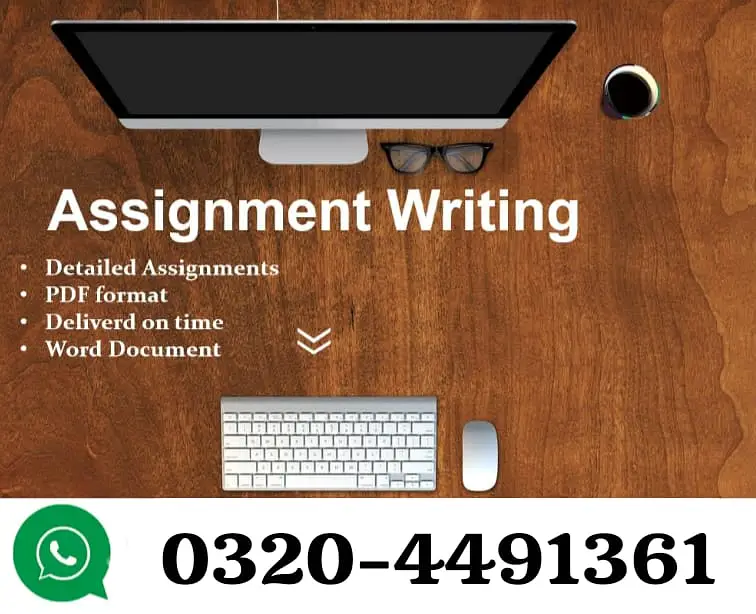 Assignment Writing
• Detailed Assignments
• PDF format
• Deliverd on time
• Word Document
0320-4491361